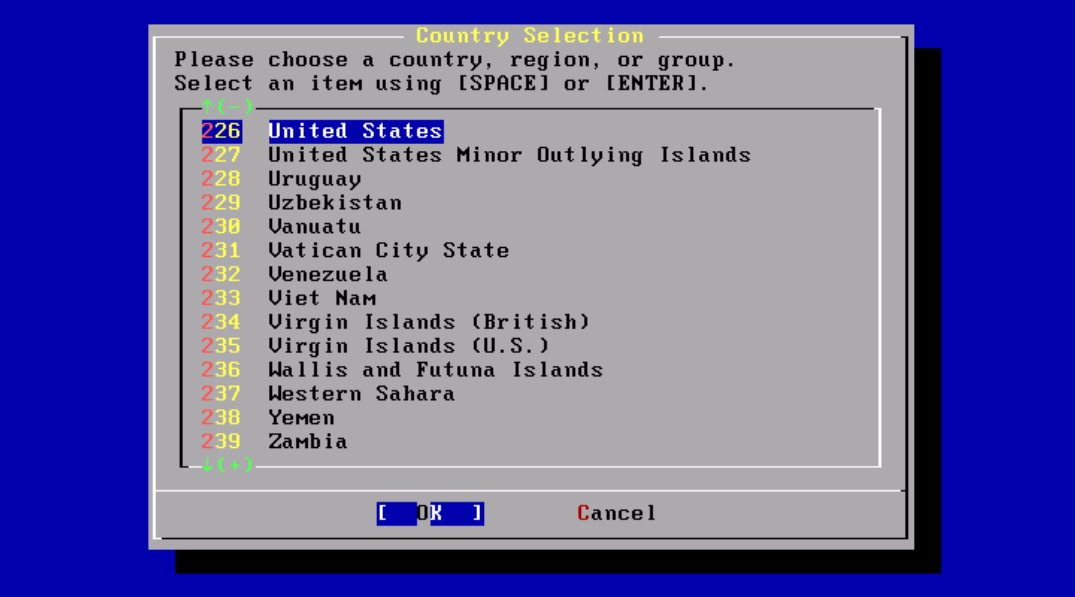 Country Selection
Please choose a country, region, or group.
Select an item using [SPACE] or [ENTER].
↑(-)
226 United States
227 United States Minor Outlying Islands
228 Uruguay
229 Uzbekistan
230 Vanuatu
231 Vatican City State
232 Venezuela
233 Viet Nam
234 Virgin Islands (British)
235 Virgin Islands (U.S.)
236 Wallis and Futuna Islands
237 Western Sahara
238 Yemen
239 Zambia
↓(+)
[ OK ] Cancel